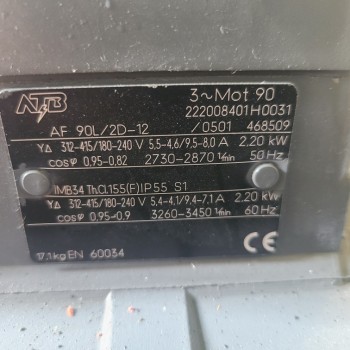 ATB
3~Mot 90
222008401H0031
AF 90L/2D-12 /0501 468509
YΔ 312-415/180-240 V 5,5-4,6/9,5-8,0 A 2,20 kW
cosφ 0,95-0,82 2730-2870 1/min 50 Hz
IMB34 Th.Cl.155(F) IP55 S1
YΔ 312-415/180-240 V 5,4-4,1/9,4-7,1 A 2,20 kW
cosφ 0,95-0,9 3260-3450 1/min 60 Hz
17,1kg EN 60034
CE